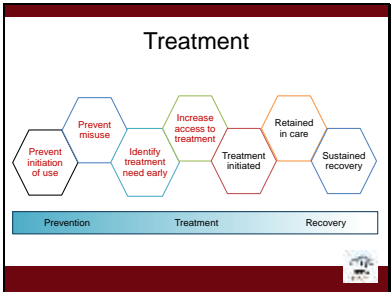 Treatment
Prevent
initiation
of use
Prevent
misuse
Identify
treatment
need early
Increase
access to
treatment
Treatment
initiated
Retained
in care
Sustained
recovery
Prevention
Treatment
Recovery